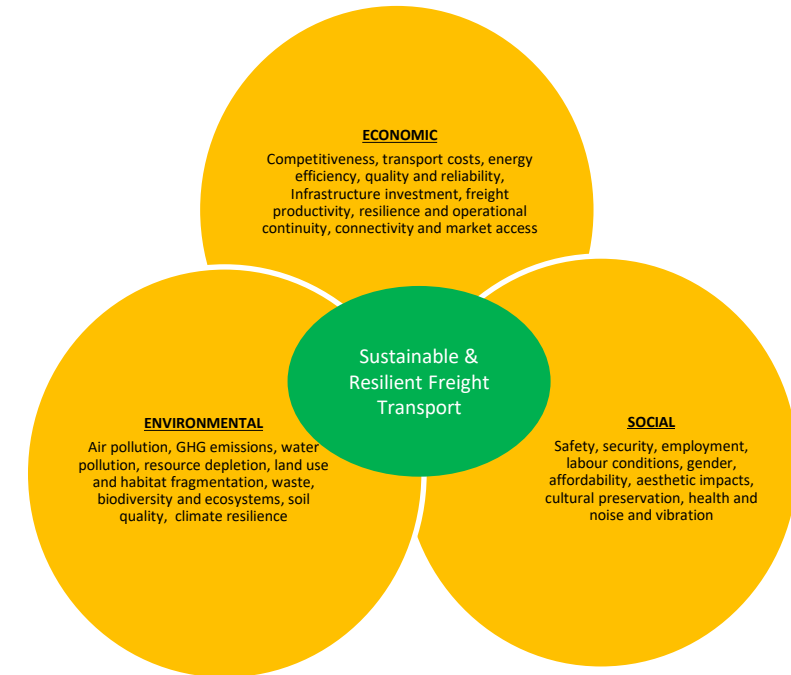 ECONOMIC
Competitiveness, transport costs, energy
efficiency, quality and reliability,
Infrastructure investment, freight
productivity, resilience and operational
continuity, connectivity and market access
Sustainable &
Resilient Freight
Transport
ENVIRONMENTAL
Air pollution, GHG emissions, water
pollution, resource depletion, land use
and habitat fragmentation, waste,
biodiversity and ecosystems, soil
quality, climate resilience
SOCIAL
Safety, security, employment,
labour conditions, gender,
affordability, aesthetic impacts,
cultural preservation, health and
noise and vibration